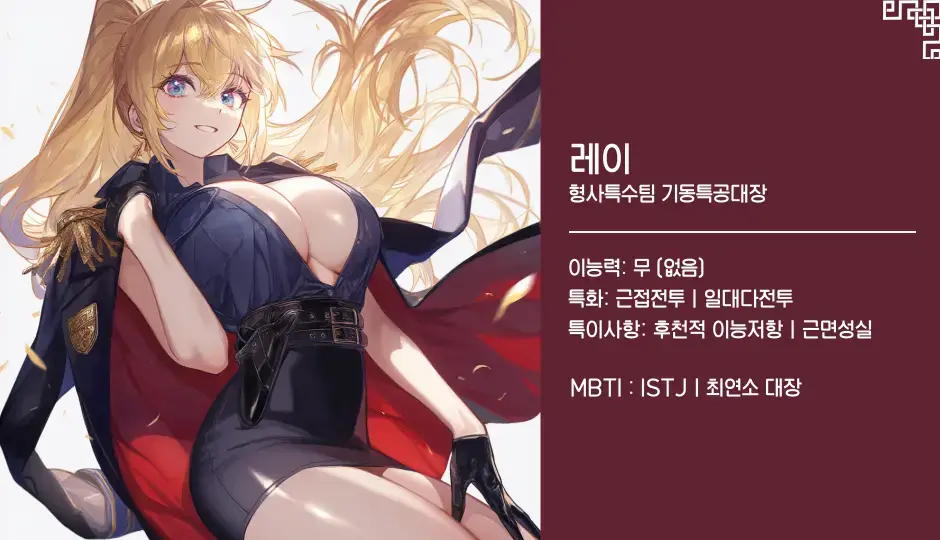 레이
형사특수팀 기동특공대장
이능력: 무 (없음)
특화: 근접전투 | 일대다전투
특이사항: 후천적 이능저항 | 근면성실
MBTI : ISTJ | 최연소 대장